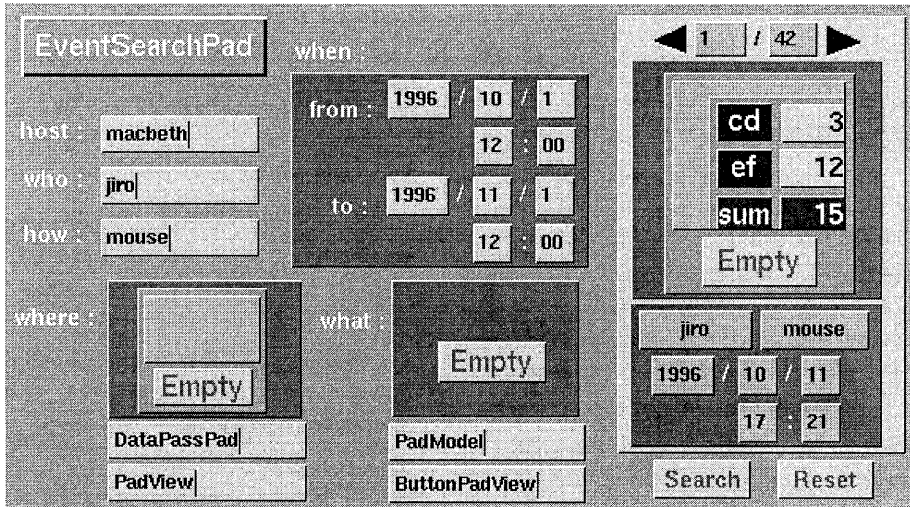 EventSearchPad
host : macbeth
who : jiro
how : mouse
when :
from : 1996 / 10 / 1
12 : 00
to : 1996 / 11 / 1
12 : 00
where :
Empty
DataPassPad
PadView
what :
Empty
PadModel
ButtonPadView
1 / 42
cd 3
ef 12
sum 15
Empty
jiro mouse
1996 / 10 / 11
17 : 21
Search Reset